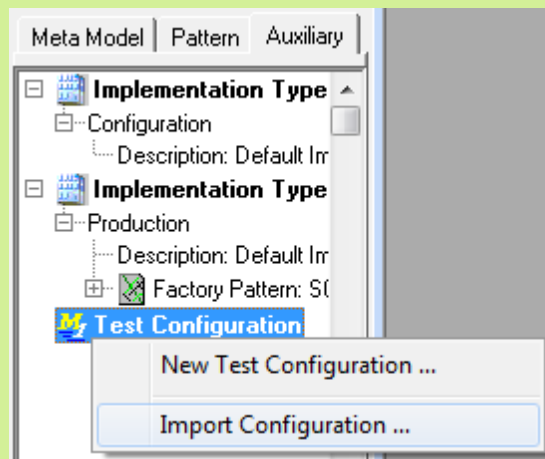 Meta Model Pattern Auxiliary
Implementation Type
Configuration
Description: Default Im
Implementation Type
Production
Description: Default Im
Factory Pattern: S(
Test Configuration
New Test Configuration ...
Import Configuration ...